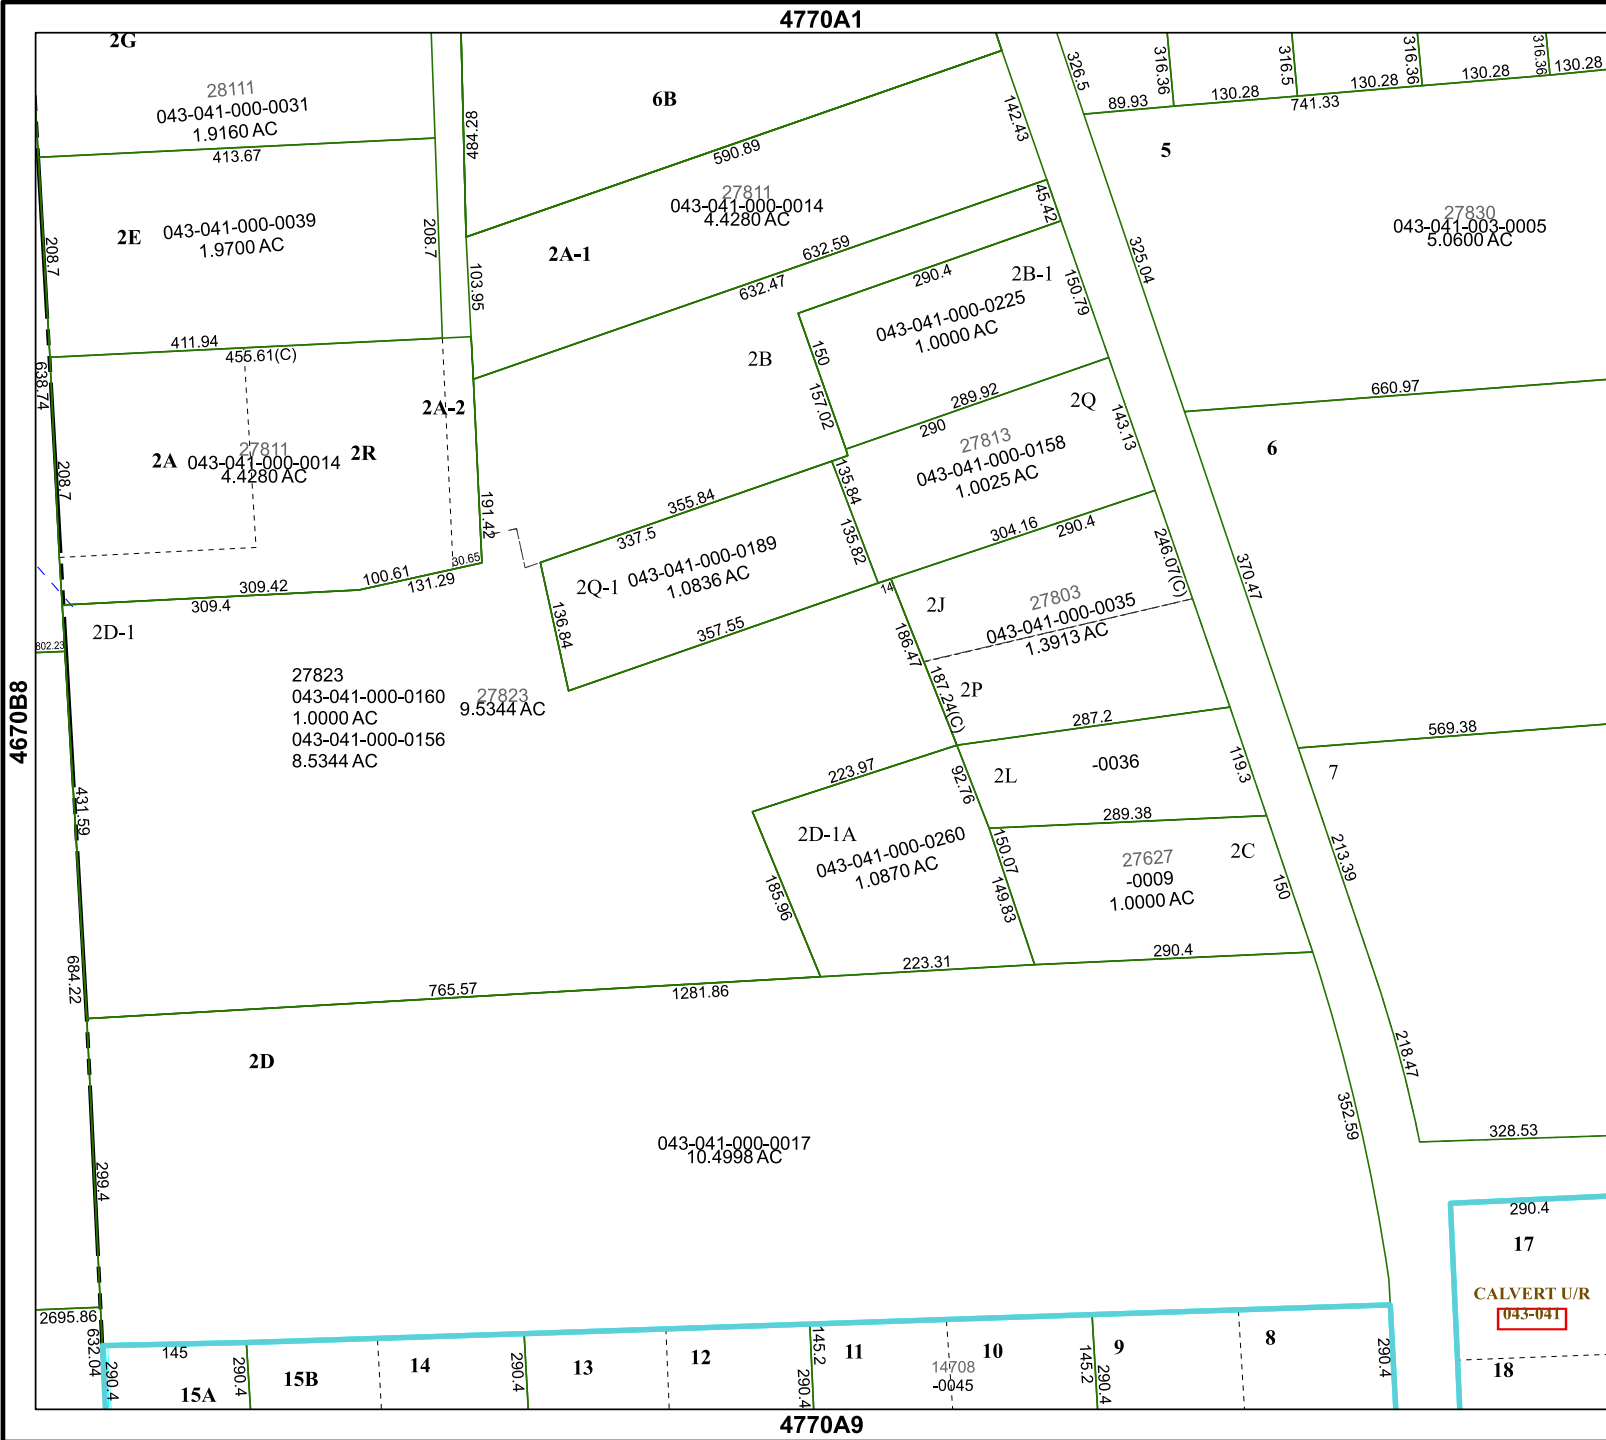 4770A1
2G
28111
043-041-000-0031
1.9160 AC
413.67
484.28
6B
590.89
142.43
326.5
316.36
316.5
316.36
316.36
89.93
130.28
130.28
130.28
130.28
741.33
5
27830
043-041-003-0005
5.0600 AC
2E
043-041-000-0039
1.9700 AC
208.7
208.7
103.95
27811
043-041-000-0014
4.4280 AC
2A-1
632.59
632.47
45.42
325.04
290.4
2B-1
150.79
043-041-000-0225
1.0000 AC
2B
150
157.02
411.94
455.61(C)
638.74
208.7
2A-2
27811
2A
043-041-000-0014
4.4280 AC
2R
191.42
289.92
290
2Q
143.13
27813
043-041-000-0158
1.0025 AC
660.97
6
135.84
135.82
355.84
337.5
304.16
290.4
246.07(C)
370.47
309.42
309.4
100.61
131.29
30.65
2Q-1
043-041-000-0189
1.0836 AC
136.84
357.55
14
2J
27803
043-041-000-0035
1.3913 AC
186.47
187.24(C)
2P
287.2
2D-1
802.23
27823
043-041-000-0160
1.0000 AC
043-041-000-0156
8.5344 AC
27823
9.5344 AC
4670B8
431.59
684.22
223.97
92.76
2L
-0036
119.3
569.38
7
289.38
2D-1A
043-041-000-0260
1.0870 AC
185.96
150.07
149.83
27627
-0009
1.0000 AC
2C
150
213.39
223.31
290.4
765.57
1281.86
2D
218.47
352.59
328.53
043-041-000-0017
10.4998 AC
299.4
290.4
17
CALVERT U/R
043-041
18
2695.86
632.04
290.4
145
15A
290.4
15B
14
290.4
13
12
145.2
290.4
11
14708
-0045
10
145.2
290.4
9
8
290.4
4770A9